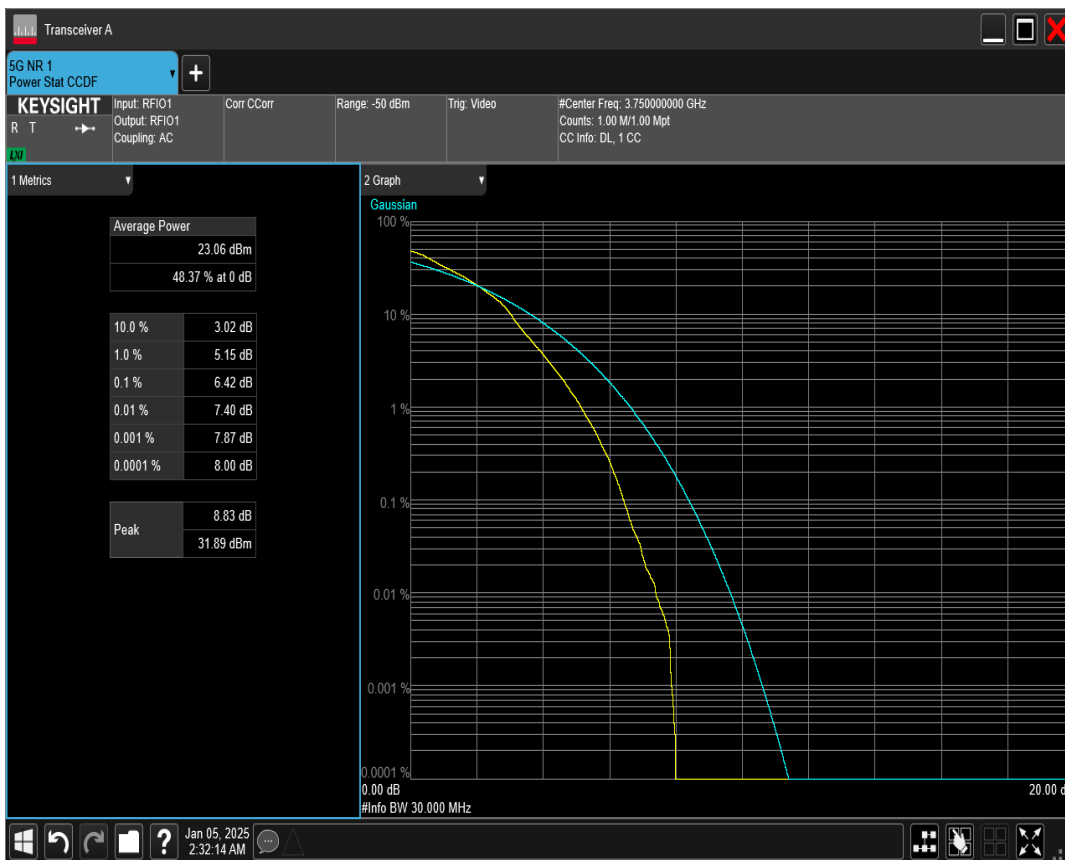 Transceiver A
5G NR 1
Power Stat CCDF
KEYSIGHT
R T
LXI
Input: RFIO1
Output: RFIO1
Coupling: AC
Corr CCorr
Range: -50 dBm
Trig: Video
#Center Freq: 3.750000000 GHz
Counts: 1.00 M/1.00 Mpt
CC Info: DL, 1 CC
1 Metrics
Average Power
23.06 dBm
48.37 % at 0 dB
10.0 % 3.02 dB
1.0 % 5.15 dB
0.1 % 6.42 dB
0.01 % 7.40 dB
0.001 % 7.87 dB
0.0001 % 8.00 dB
Peak
8.83 dB
31.89 dBm
2 Graph
Gaussian
100 %
10 %
1 %
0.1 %
0.01 %
0.001 %
0.0001 %
0.00 dB
20.00 d
#Info BW 30.000 MHz
?
Jan 05, 2025
2:32:14 AM